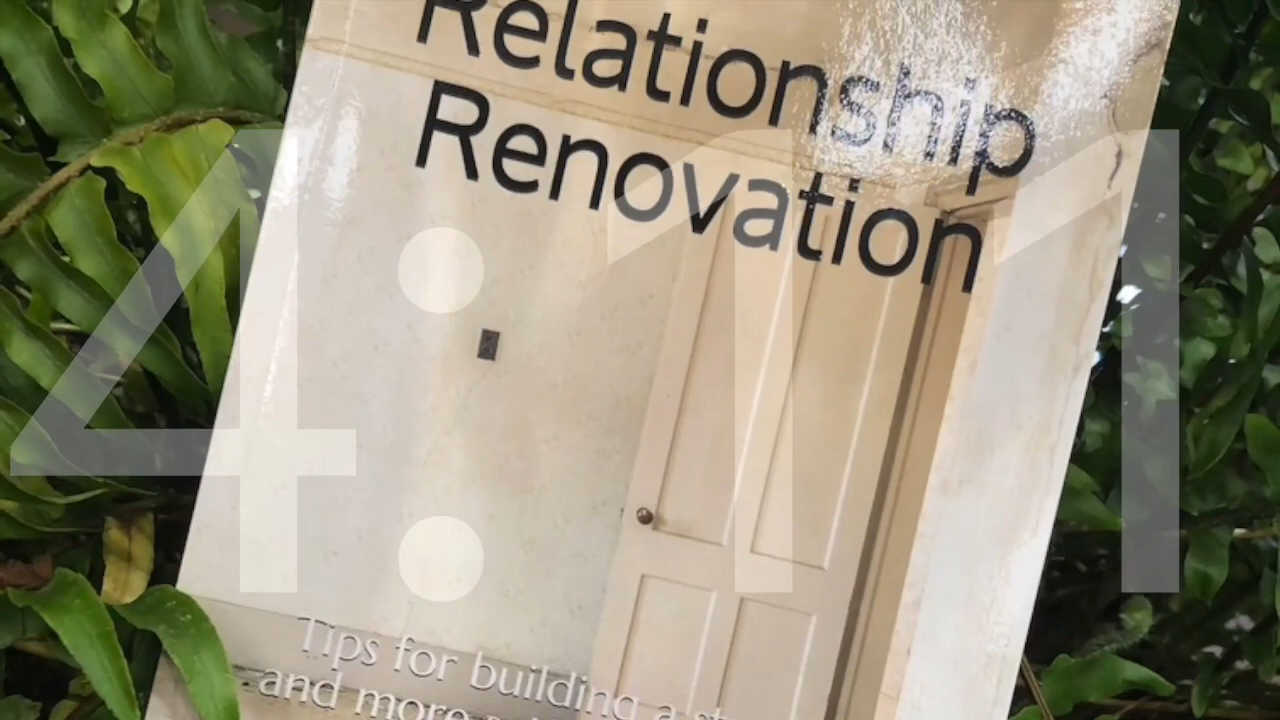 Relationship
Renovation
4:11
Tips for building a
and more